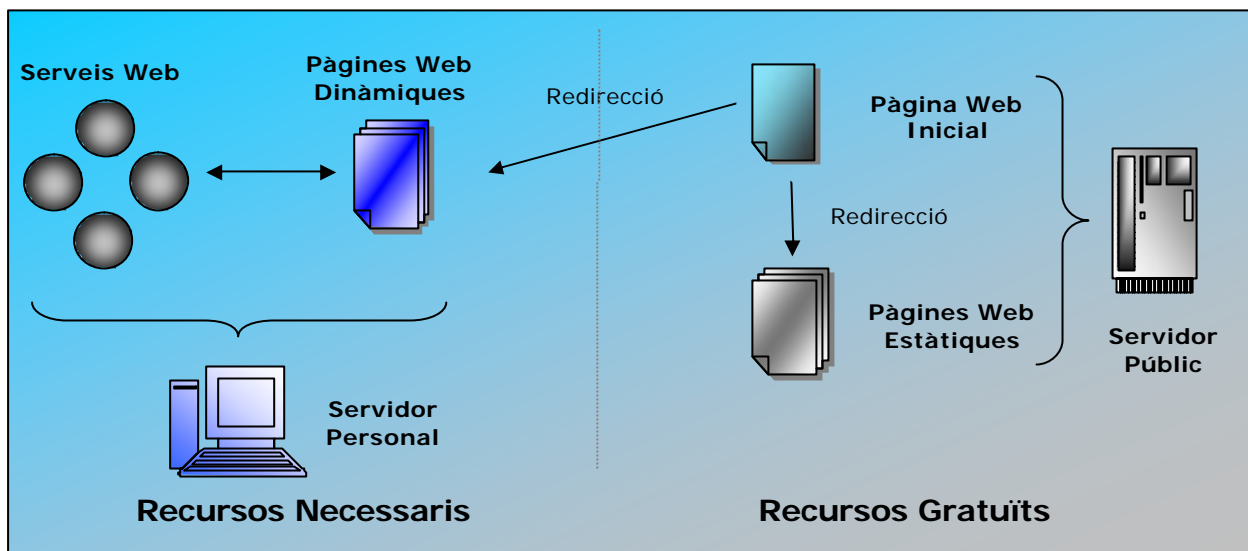 Serveis Web
Pàgines Web
Dinàmiques
Redirecció
Pàgina Web
Inicial
Redirecció
Pàgines Web
Estàtiques
Servidor
Públic
Servidor
Personal
Recursos Necessaris
Recursos Gratuïts